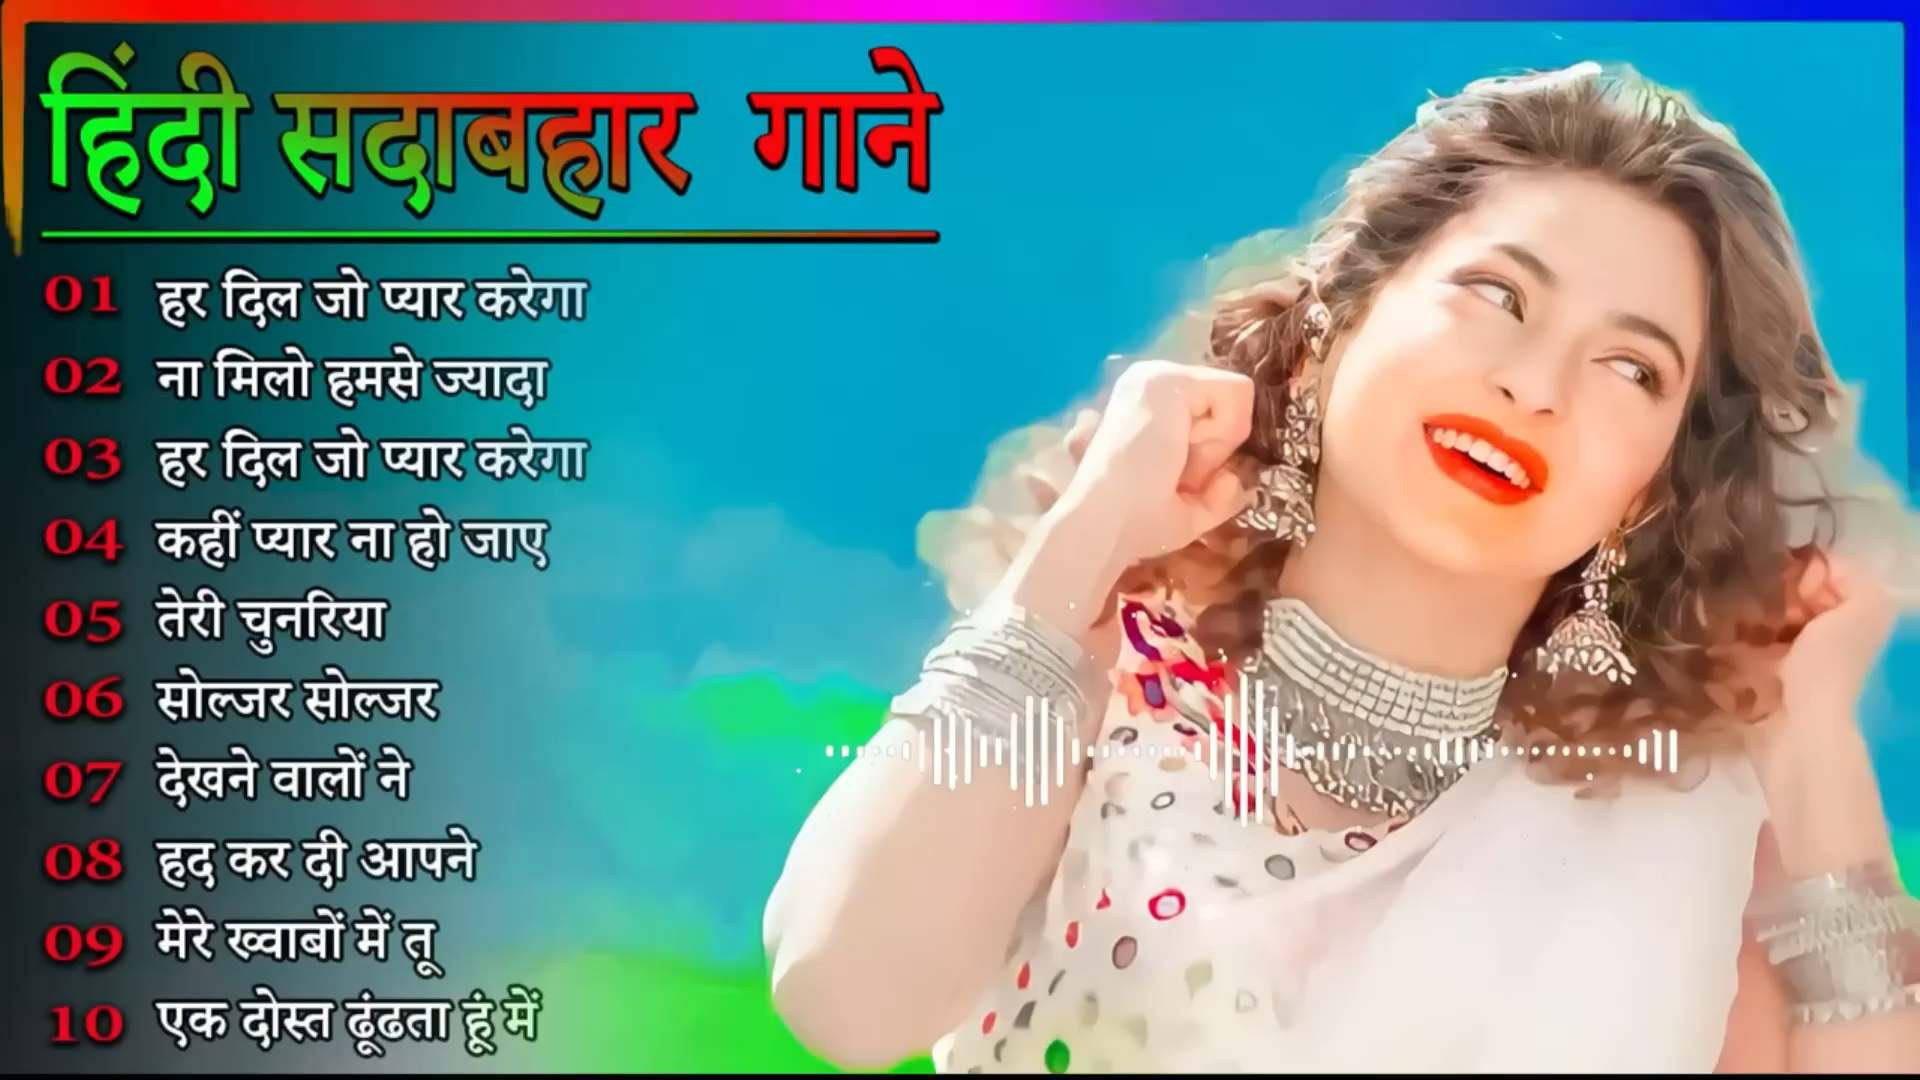 हिंदी सदाबहार गाने
01 हर दिल जो प्यार करेगा
02 ना मिलो हमसे ज्यादा
03 हर दिल जो प्यार करेगा
04 कहीं प्यार ना हो जाए
05 तेरी चुनरिया
06 सोल्जर सोल्जर
07 देखने वालों ने
08 हद कर दी आपने
09 मेरे ख्वाबों में तू
10 एक दोस्त ढूंढता हूं में